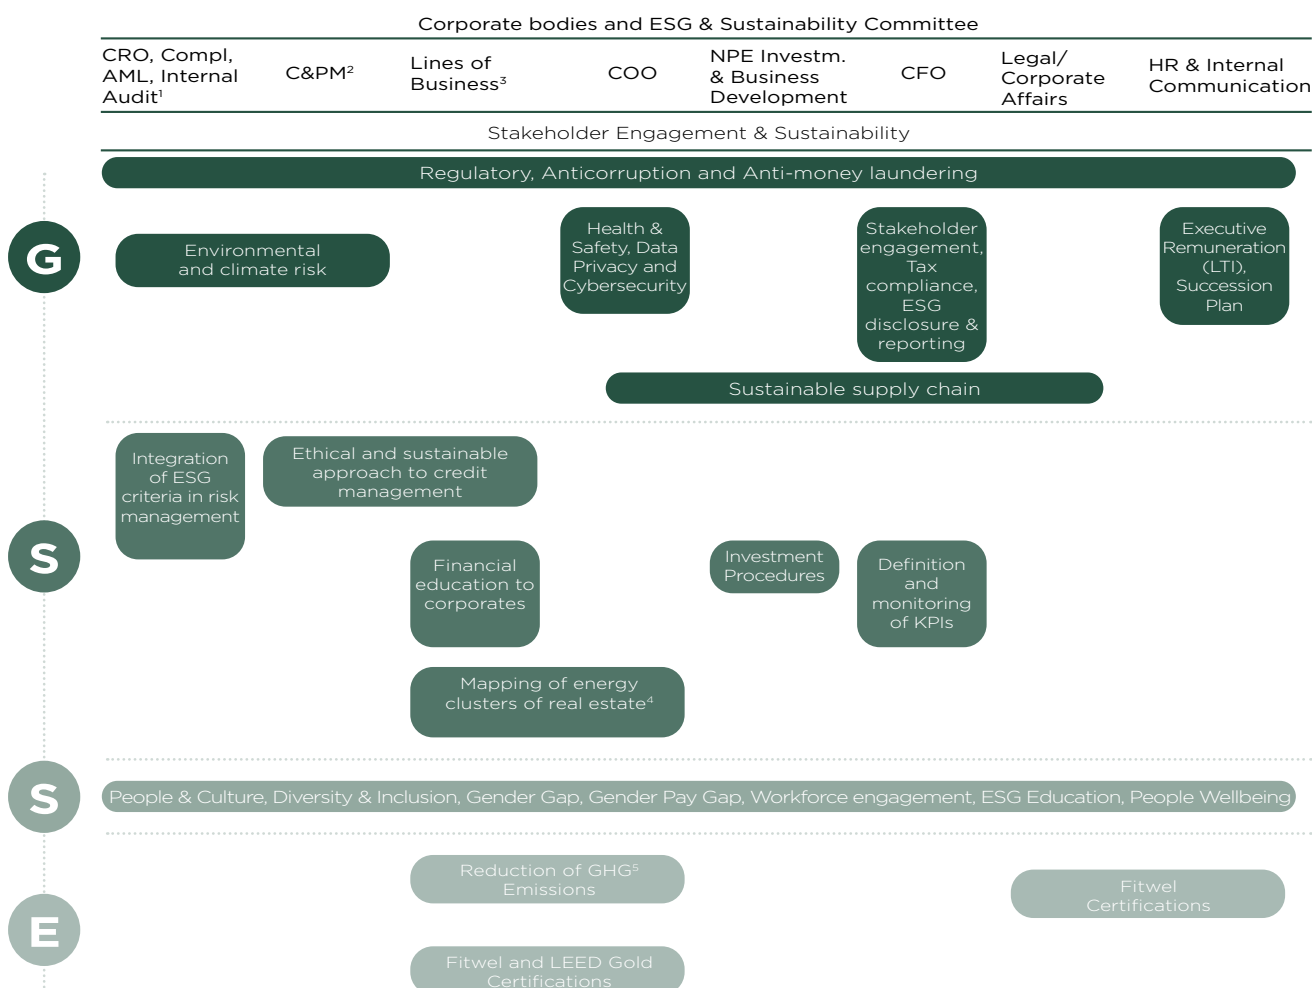 Corporate bodies and ESG & Sustainability Committee
CRO, Compl,
AML, Internal
Audit¹
C&PM²
Lines of
Business³
COO
NPE Investm.
& Business
Development
CFO
Legal/
Corporate
Affairs
HR & Internal
Communication
Stakeholder Engagement & Sustainability
Regulatory, Anticorruption and Anti-money laundering
G
Environmental
and climate risk
Health &
Safety, Data
Privacy and
Cybersecurity
Stakeholder
engagement,
Tax
compliance,
ESG
disclosure &
reporting
Executive
Remuneration
(LTI),
Succession
Plan
Sustainable supply chain
S
Integration
of ESG
criteria in risk
management
Ethical and sustainable
approach to credit
management
Financial
education to
corporates
Investment
Procedures
Definition
and
monitoring
of KPIs
Mapping of energy
clusters of real estate⁴
S
People & Culture, Diversity & Inclusion, Gender Gap, Gender Pay Gap, Workforce engagement, ESG Education, People Wellbeing
E
Reduction of GHG⁵
Emissions
Fitwel
Certifications
Fitwel and LEED Gold
Certifications